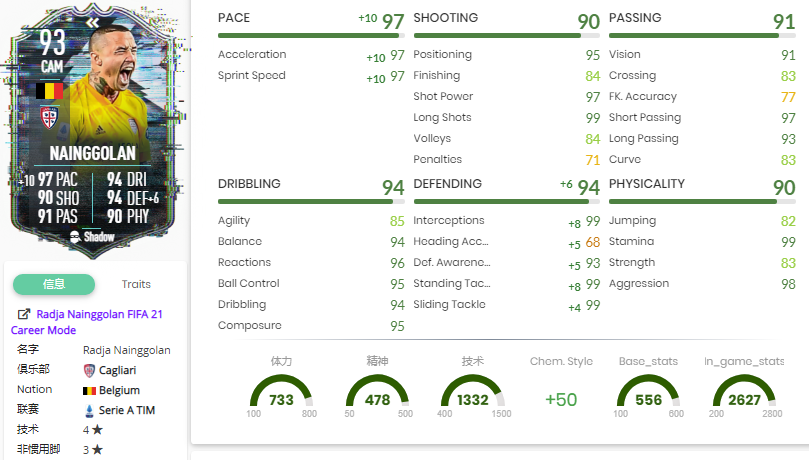 93
CAM
NAINGGOLAN
+10 97 PAC 94 DRI
90 SHO 94 DEF+6
91 PAS 90 PHY
Shadow
信息 Traits
Radja Nainggolan FIFA 21
Career Mode
名字 Radja Nainggolan
俱乐部 Cagliari
Nation Belgium
联赛 Serie A TIM
技术 4 ★
非惯用脚 3 ★
PACE +10 97
Acceleration +10 97
Sprint Speed +10 97
SHOOTING 90
Positioning 95
Finishing 84
Shot Power 97
Long Shots 99
Volleys 84
Penalties 71
PASSING 91
Vision 91
Crossing 83
FK. Accuracy 77
Short Passing 97
Long Passing 93
Curve 83
DRIBBLING 94
Agility 85
Balance 94
Reactions 96
Ball Control 95
Dribbling 94
Composure 95
DEFENDING +6 94
Interceptions +8 99
Heading Acc... +5 68
Def. Awarene... +5 93
Standing Tac... +8 99
Sliding Tackle +4 99
PHYSICALITY 90
Jumping 82
Stamina 99
Strength 83
Aggression 98
体力 精神 技术 Chem. Style Base_stats In_game_stats
733 478 1332 +50 556 2627
100 800 50 500 400 1500 100 600 200 2800